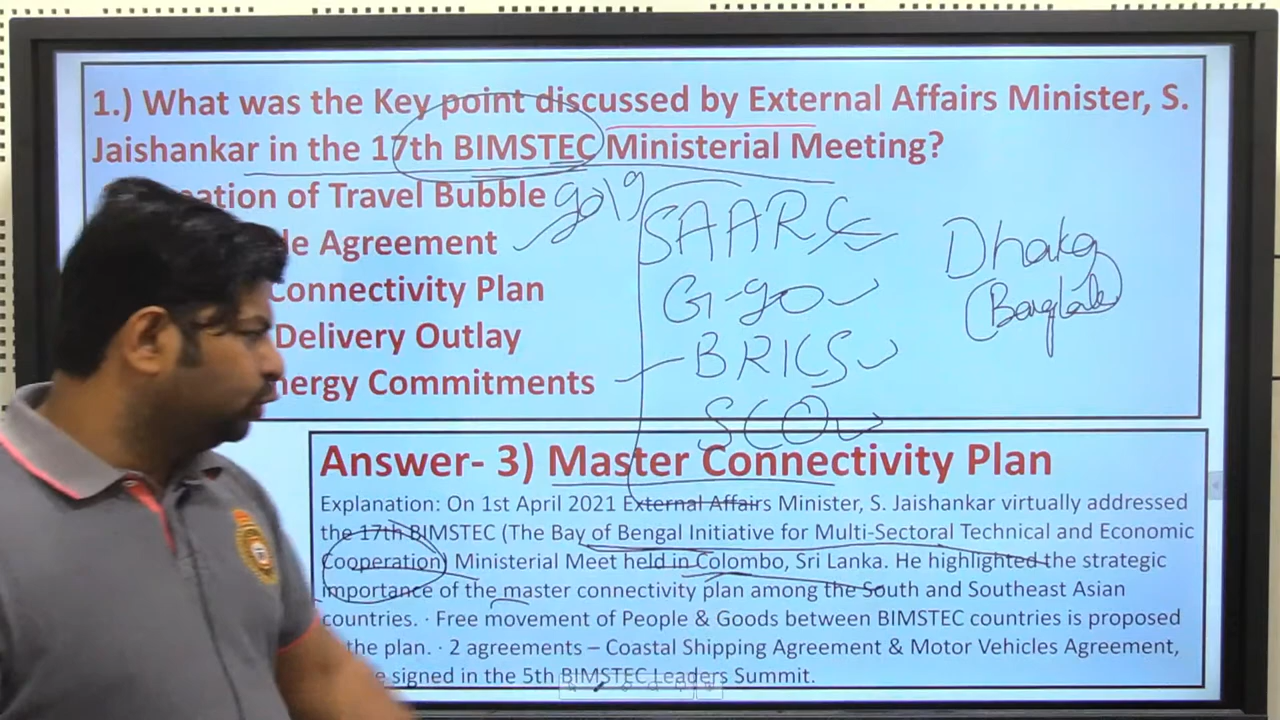 1.) What was the Key point discussed by External Affairs Minister, S.
Jaishankar in the 17th BIMSTEC Ministerial Meeting?
of Travel Bubble
Agreement
Connectivity Plan
Delivery Outlay
Commitments
SAARC
BRICS
SCO
Dhaka
Answer- 3) Master Connectivity Plan
Explanation: On 1st April 2021 External Affairs Minister, S. Jaishankar virtually addressed
the 17th BIMSTEC (The Bay of Bengal Initiative for Multi-Sectoral Technical and Economic
Cooperation) Ministerial Meet held in Colombo, Sri Lanka. He highlighted the strategic
importance of the master connectivity plan among the South and Southeast Asian
countries. · Free movement of People & Goods between BIMSTEC countries is proposed
the plan. · 2 agreements – Coastal Shipping Agreement & Motor Vehicles Agreement,
signed in the 5th BIMSTEC Leaders Summit.